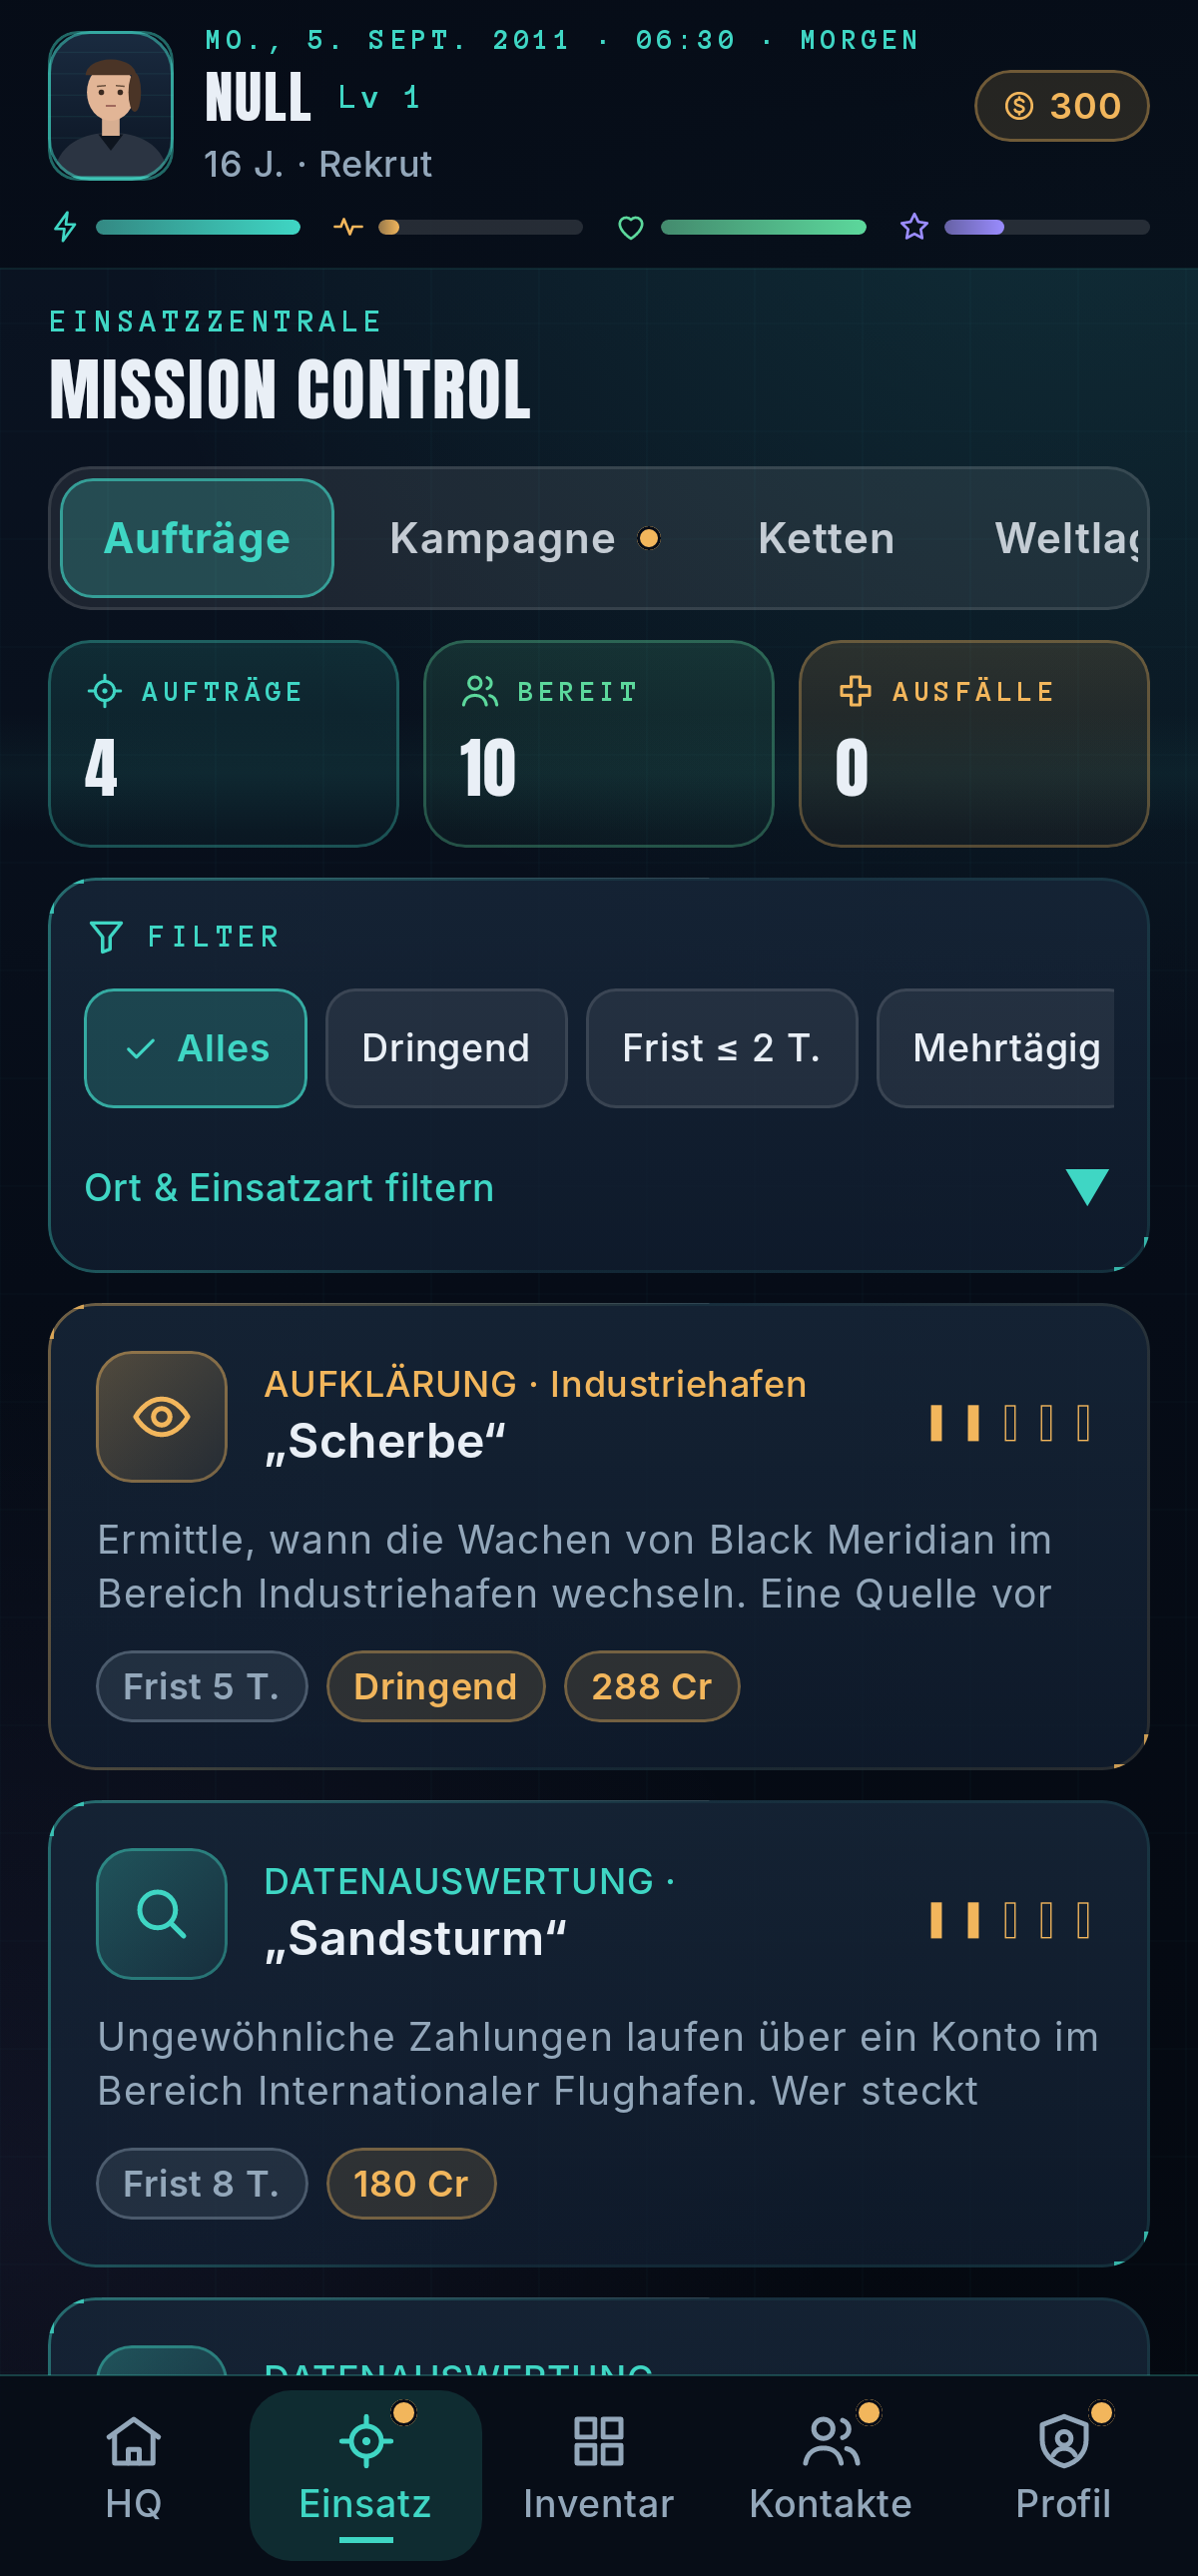 MO., 5. SEPT. 2011 · 06:30 · MORGEN
NULL Lv 1
300
16 J. · Rekrut
EINSATZZENTRALE
MISSION CONTROL
Aufträge Kampagne Ketten Weltlag
AUFTRÄGE BEREIT AUSFÄLLE
4 10 0
FILTER
Alles Dringend Frist ≤ 2 T. Mehrtägig
Ort & Einsatzart filtern
AUFKLÄRUNG · Industriehafen
„Scherbe“
Ermittle, wann die Wachen von Black Meridian im
Bereich Industriehafen wechseln. Eine Quelle vor
Frist 5 T. Dringend 288 Cr
DATENAUSWERTUNG ·
„Sandsturm“
Ungewöhnliche Zahlungen laufen über ein Konto im
Bereich Internationaler Flughafen. Wer steckt
Frist 8 T. 180 Cr
DATENAUSWERTUNG
HQ Einsatz Inventar Kontakte Profil